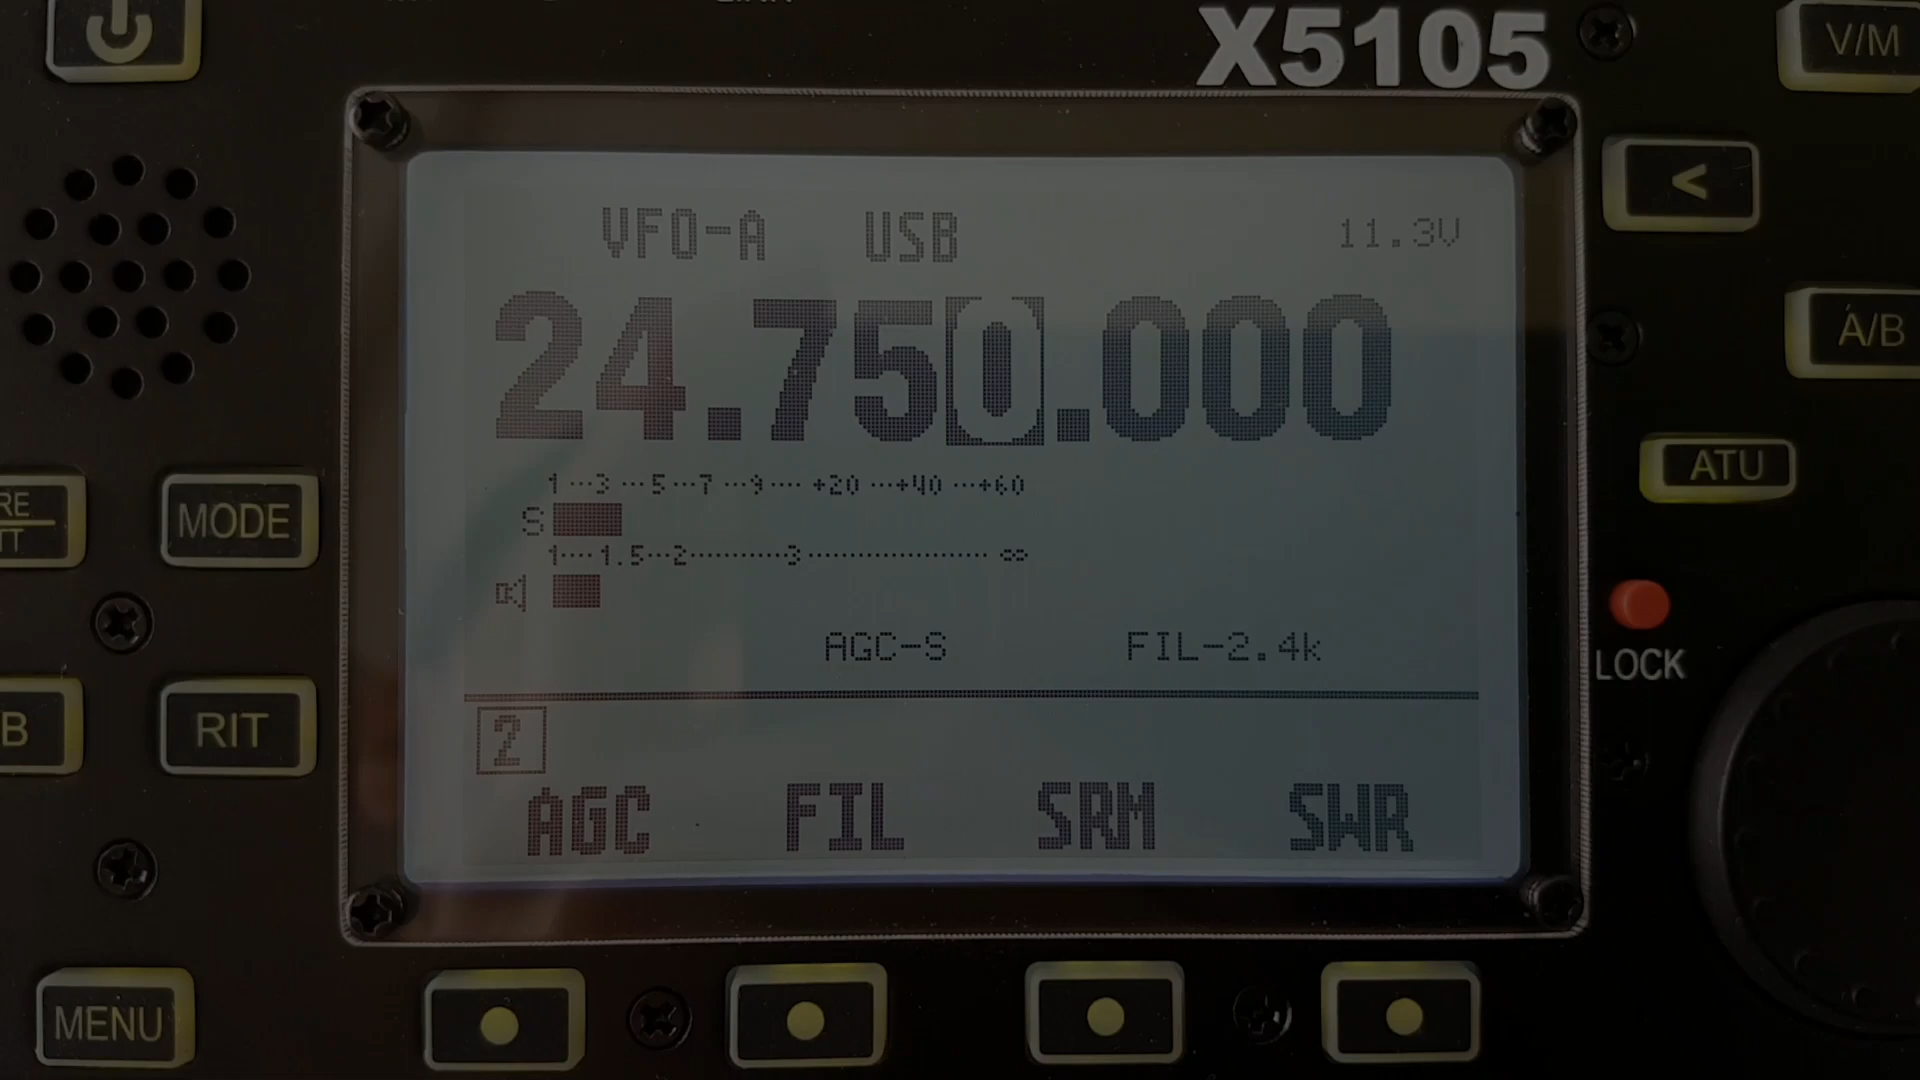 X5105
V/M
<
VFO-A USB 11.3V
24.750.000
A/B
1···3···5···7···9····+20···+40···+60
S
1····1.5···2··········3···················∞
ATU
MODE
AGC-S FIL-2.4k
LOCK
B
RIT
2
AGC FIL SRM SWR
MENU